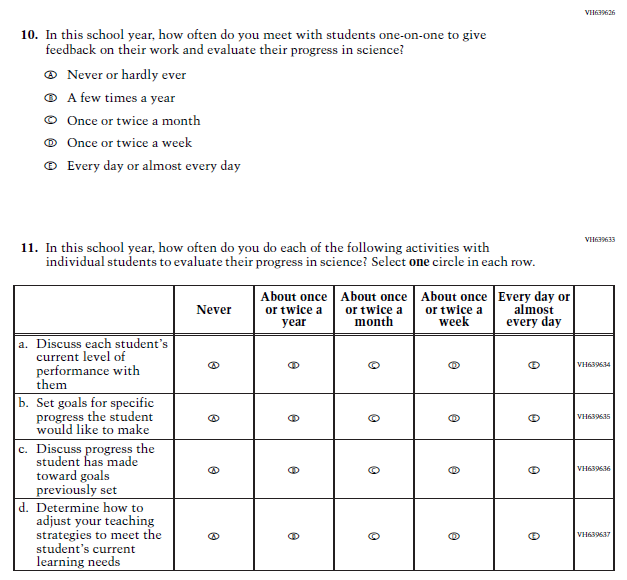 VH639626
10. In this school year, how often do you meet with students one-on-one to give
feedback on their work and evaluate their progress in science?
Ⓐ Never or hardly ever
Ⓑ A few times a year
Ⓒ Once or twice a month
Ⓓ Once or twice a week
Ⓔ Every day or almost every day
VH639633
11. In this school year, how often do you do each of the following activities with
individual students to evaluate their progress in science? Select one circle in each row.
Never
About once
or twice a
year
About once
or twice a
month
About once
or twice a
week
Every day or
almost
every day
a. Discuss each student's
current level of
performance with
them
Ⓐ Ⓑ Ⓒ Ⓓ Ⓔ VH639634
b. Set goals for specific
progress the student
would like to make
Ⓐ Ⓑ Ⓒ Ⓓ Ⓔ VH639635
c. Discuss progress the
student has made
toward goals
previously set
Ⓐ Ⓑ Ⓒ Ⓓ Ⓔ VH639636
d. Determine how to
adjust your teaching
strategies to meet the
student's current
learning needs
Ⓐ Ⓑ Ⓒ Ⓓ Ⓔ VH639637